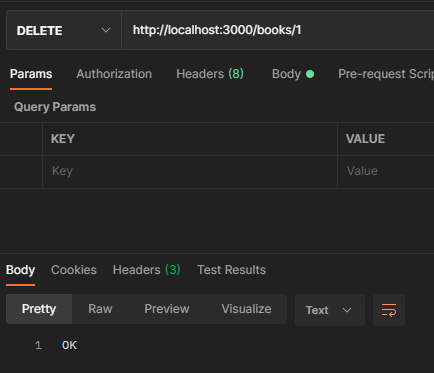 DELETE http://localhost:3000/books/1
Params Authorization Headers (8) Body Pre-request
Query Params
KEY VALUE
Key Value
Body Cookies Headers (3) Test Results
Pretty Raw Preview Visualize Text
1 OK